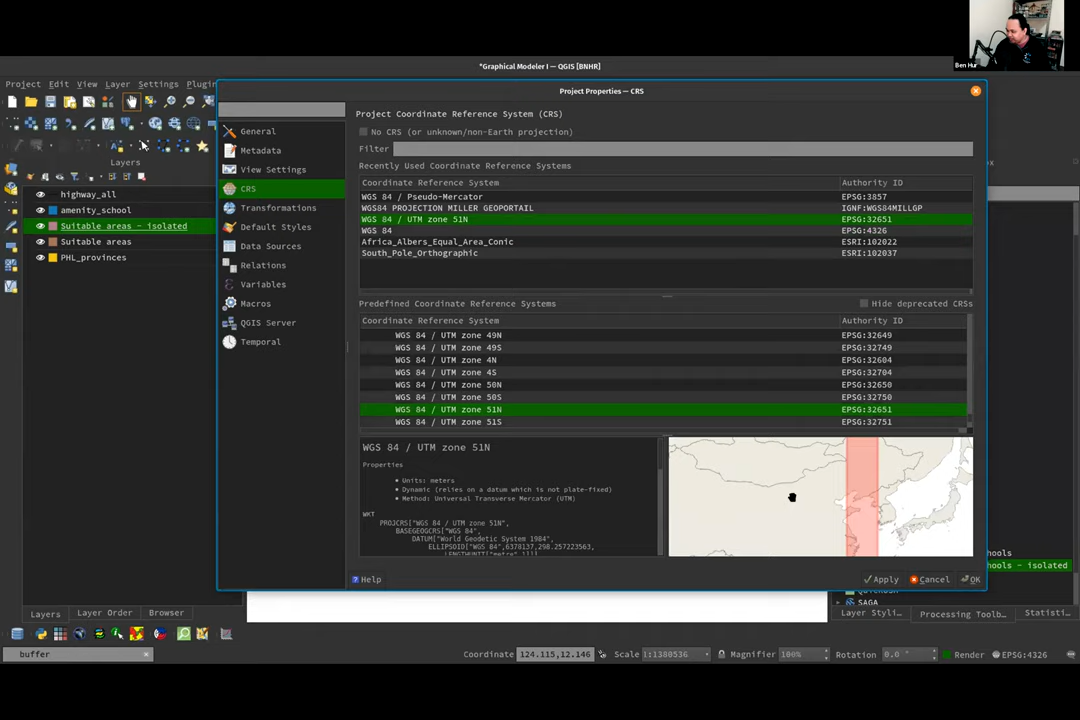 Ben Hur
*Graphical Modeler I — QGIS [BNHR]
Project Edit View Layer Settings Plugin
Project Properties — CRS
General
Metadata
View Settings
CRS
Transformations
Default Styles
Data Sources
Relations
Variables
Macros
QGIS Server
Temporal
Layers
highway_all
amenity_school
Suitable areas - isolated
Suitable areas
PHL_provinces
Project Coordinate Reference System (CRS)
No CRS (or unknown/non-Earth projection)
Filter
Recently Used Coordinate Reference Systems
Coordinate Reference System Authority ID
WGS 84 / Pseudo-Mercator EPSG:3857
WGS84 PROJECTION MILLER GEOPORTAIL IGNF:WGS84MILLGP
WGS 84 / UTM zone 51N EPSG:32651
WGS 84 EPSG:4326
Africa_Albers_Equal_Area_Conic ESRI:102022
South_Pole_Orthographic ESRI:102037
Predefined Coordinate Reference Systems Hide deprecated CRSs
Coordinate Reference System Authority ID
WGS 84 / UTM zone 49N EPSG:32649
WGS 84 / UTM zone 49S EPSG:32749
WGS 84 / UTM zone 4N EPSG:32604
WGS 84 / UTM zone 4S EPSG:32704
WGS 84 / UTM zone 50N EPSG:32650
WGS 84 / UTM zone 50S EPSG:32750
WGS 84 / UTM zone 51N EPSG:32651
WGS 84 / UTM zone 51S EPSG:32751
WGS 84 / UTM zone 51N
Properties
• Units: meters
• Dynamic (relies on a datum which is not plate-fixed)
• Method: Universal Transverse Mercator (UTM)
WKT
PROJCRS["WGS 84 / UTM zone 51N",
BASEGEOGCRS["WGS 84",
DATUM["World Geodetic System 1984",
ELLIPSOID["WGS 84",6378137,298.257223563,
LENGTHUNIT["metre",1]]],
Help Apply Cancel OK
hools
hools - isolated
SAGA
Layers Layer Order Browser
Layer Styli… Processing Toolb… Statisti…
buffer
Coordinate 124.115,12.146 Scale 1:1380536 Magnifier 100% Rotation 0.0 ° Render EPSG:4326